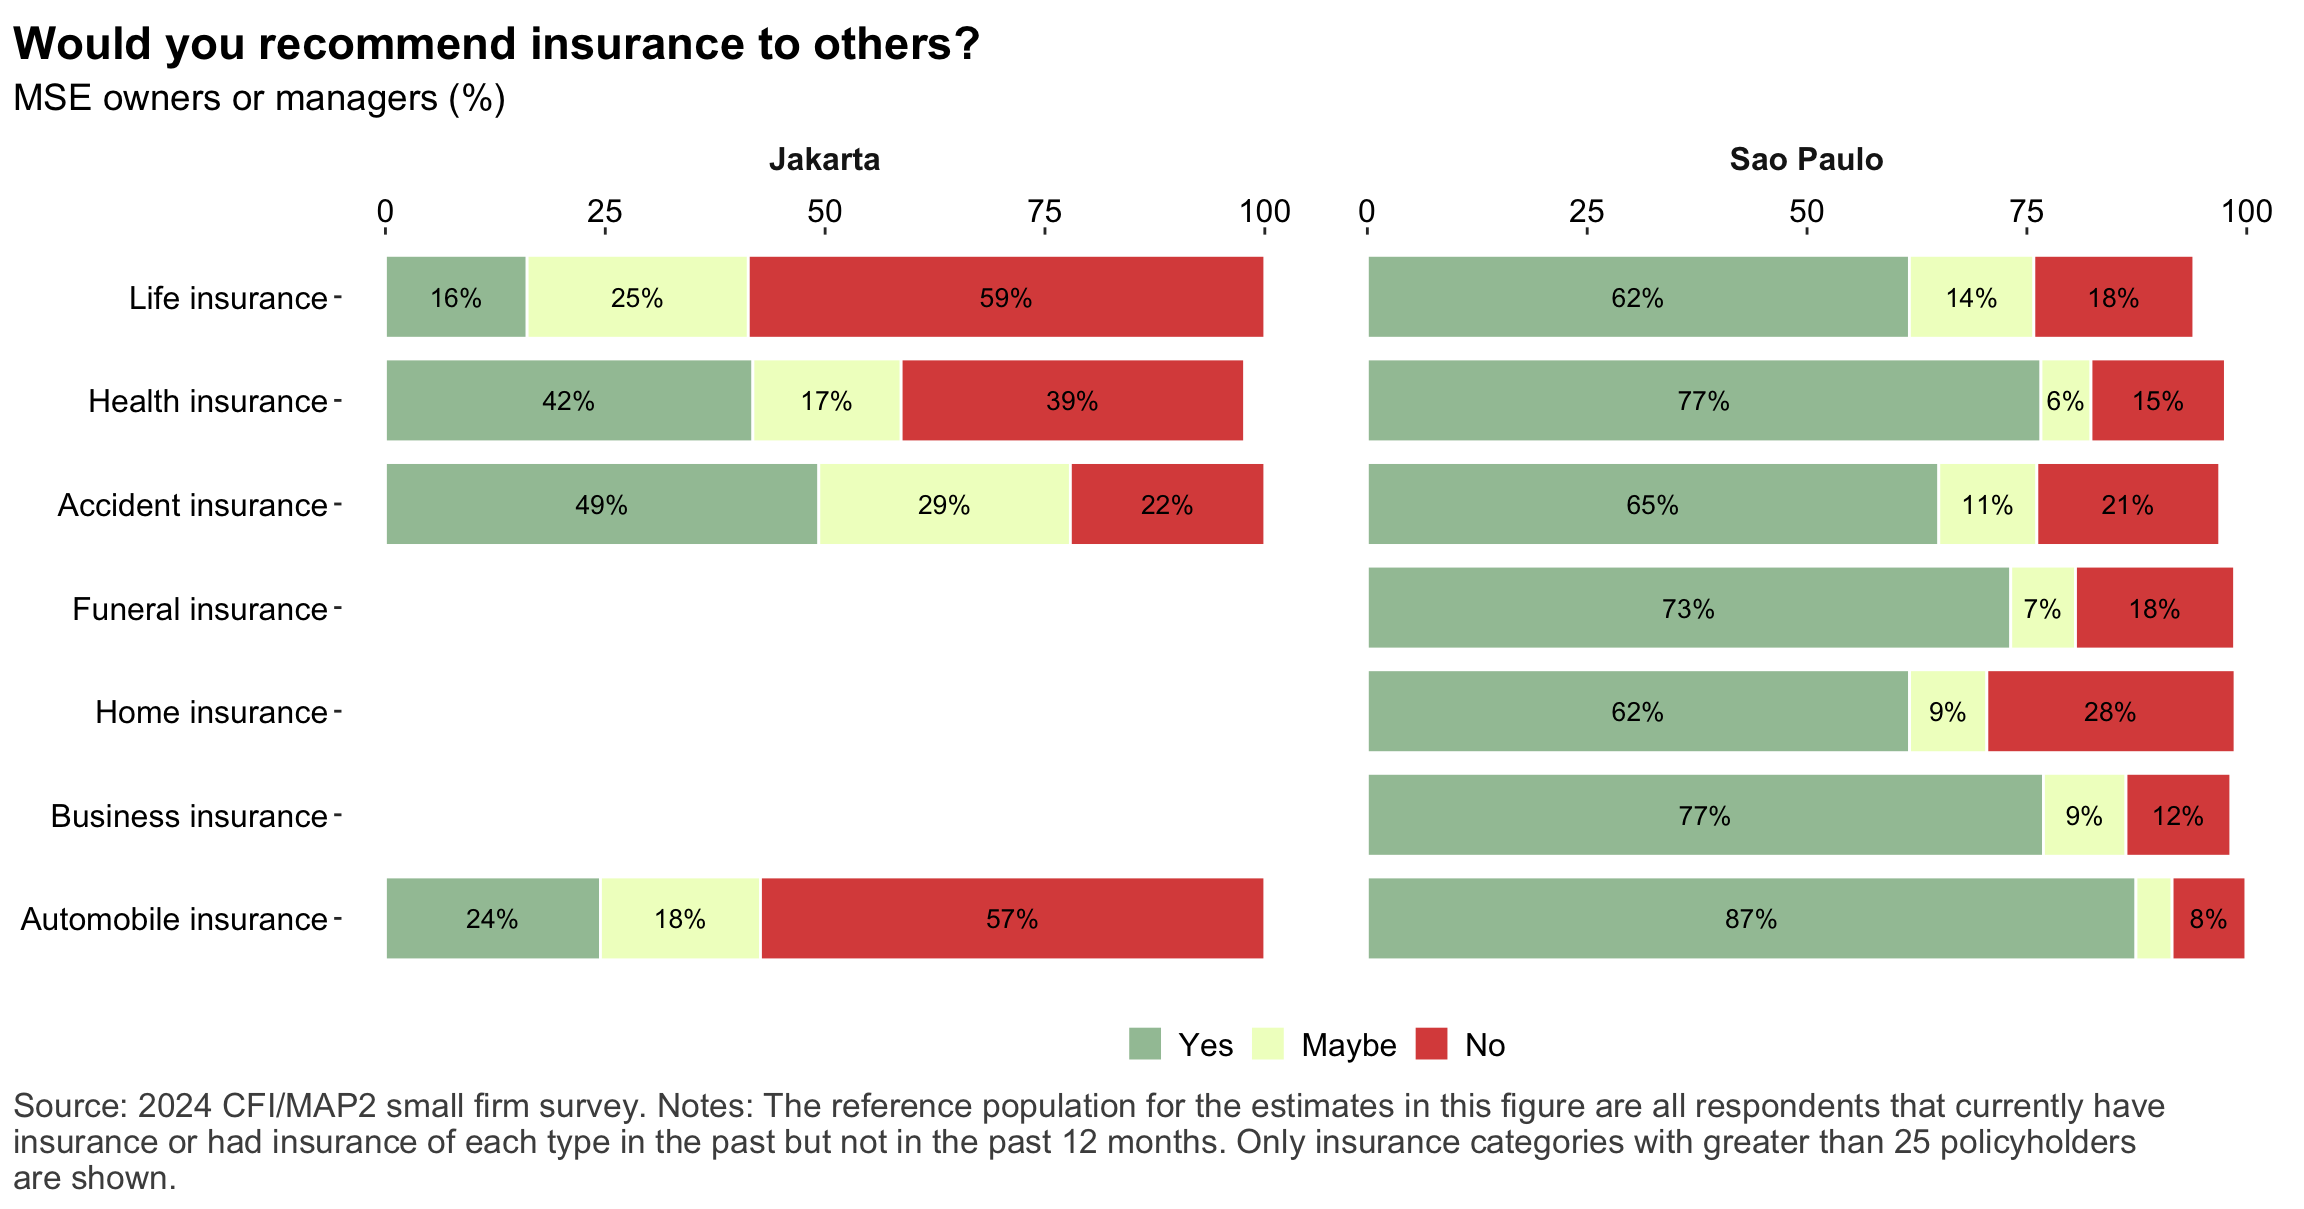 Would you recommend insurance to others?
MSE owners or managers (%)
Jakarta
Sao Paulo
0 25 50 75 100
0 25 50 75 100
Life insurance 16% 25% 59% 62% 14% 18%
Health insurance 42% 17% 39% 77% 6% 15%
Accident insurance 49% 29% 22% 65% 11% 21%
Funeral insurance 73% 7% 18%
Home insurance 62% 9% 28%
Business insurance 77% 9% 12%
Automobile insurance 24% 18% 57% 87% 8%
Yes Maybe No
Source: 2024 CFI/MAP2 small firm survey. Notes: The reference population for the estimates in this figure are all respondents that currently have
insurance or had insurance of each type in the past but not in the past 12 months. Only insurance categories with greater than 25 policyholders
are shown.